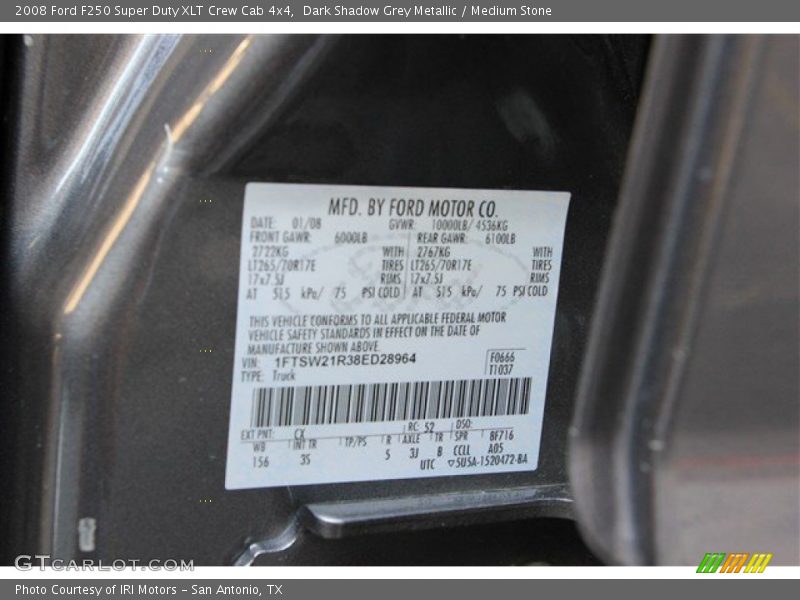 2008 Ford F250 Super Duty XLT Crew Cab 4x4, Dark Shadow Grey Metallic / Medium Stone
MFD. BY FORD MOTOR CO.
DATE: 01/08 GVWR: 10000LB/ 4536KG
FRONT GAWR: 6000LB REAR GAWR: 6100LB
2722KG WITH 2767KG WITH
LT265/70R17E TIRES LT265/70R17E TIRES
17x7.5J RIMS 17x7.5J RIMS
AT 515 kPa/ 75 PSI COLD AT 515 kPa/ 75 PSI COLD
THIS VEHICLE CONFORMS TO ALL APPLICABLE FEDERAL MOTOR
VEHICLE SAFETY STANDARDS IN EFFECT ON THE DATE OF
MANUFACTURE SHOWN ABOVE.
VIN: 1FTSW21R38ED28964 F0666
TYPE: Truck T1037
EXT PNT: CX RC: 52 DSO:
WB INT TR TP/PS R AXLE TR SPR BF716
156 3S 5 3J B CCLL A05
UTC ▽5U5A-1520472-BA
GTCarLot.com
Photo Courtesy of IRI Motors – San Antonio, TX